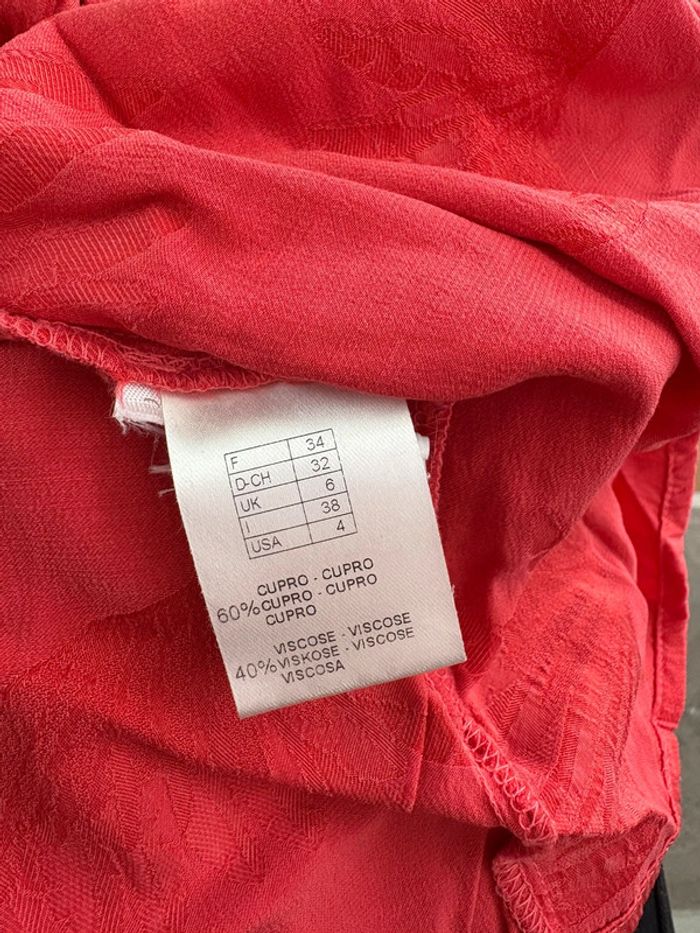 F 34
D-CH 32
UK 6
I 38
USA 4
CUPRO - CUPRO
60% CUPRO - CUPRO
CUPRO
VISCOSE - VISCOSE
40% VISKOSE - VISCOSE
VISCOSA